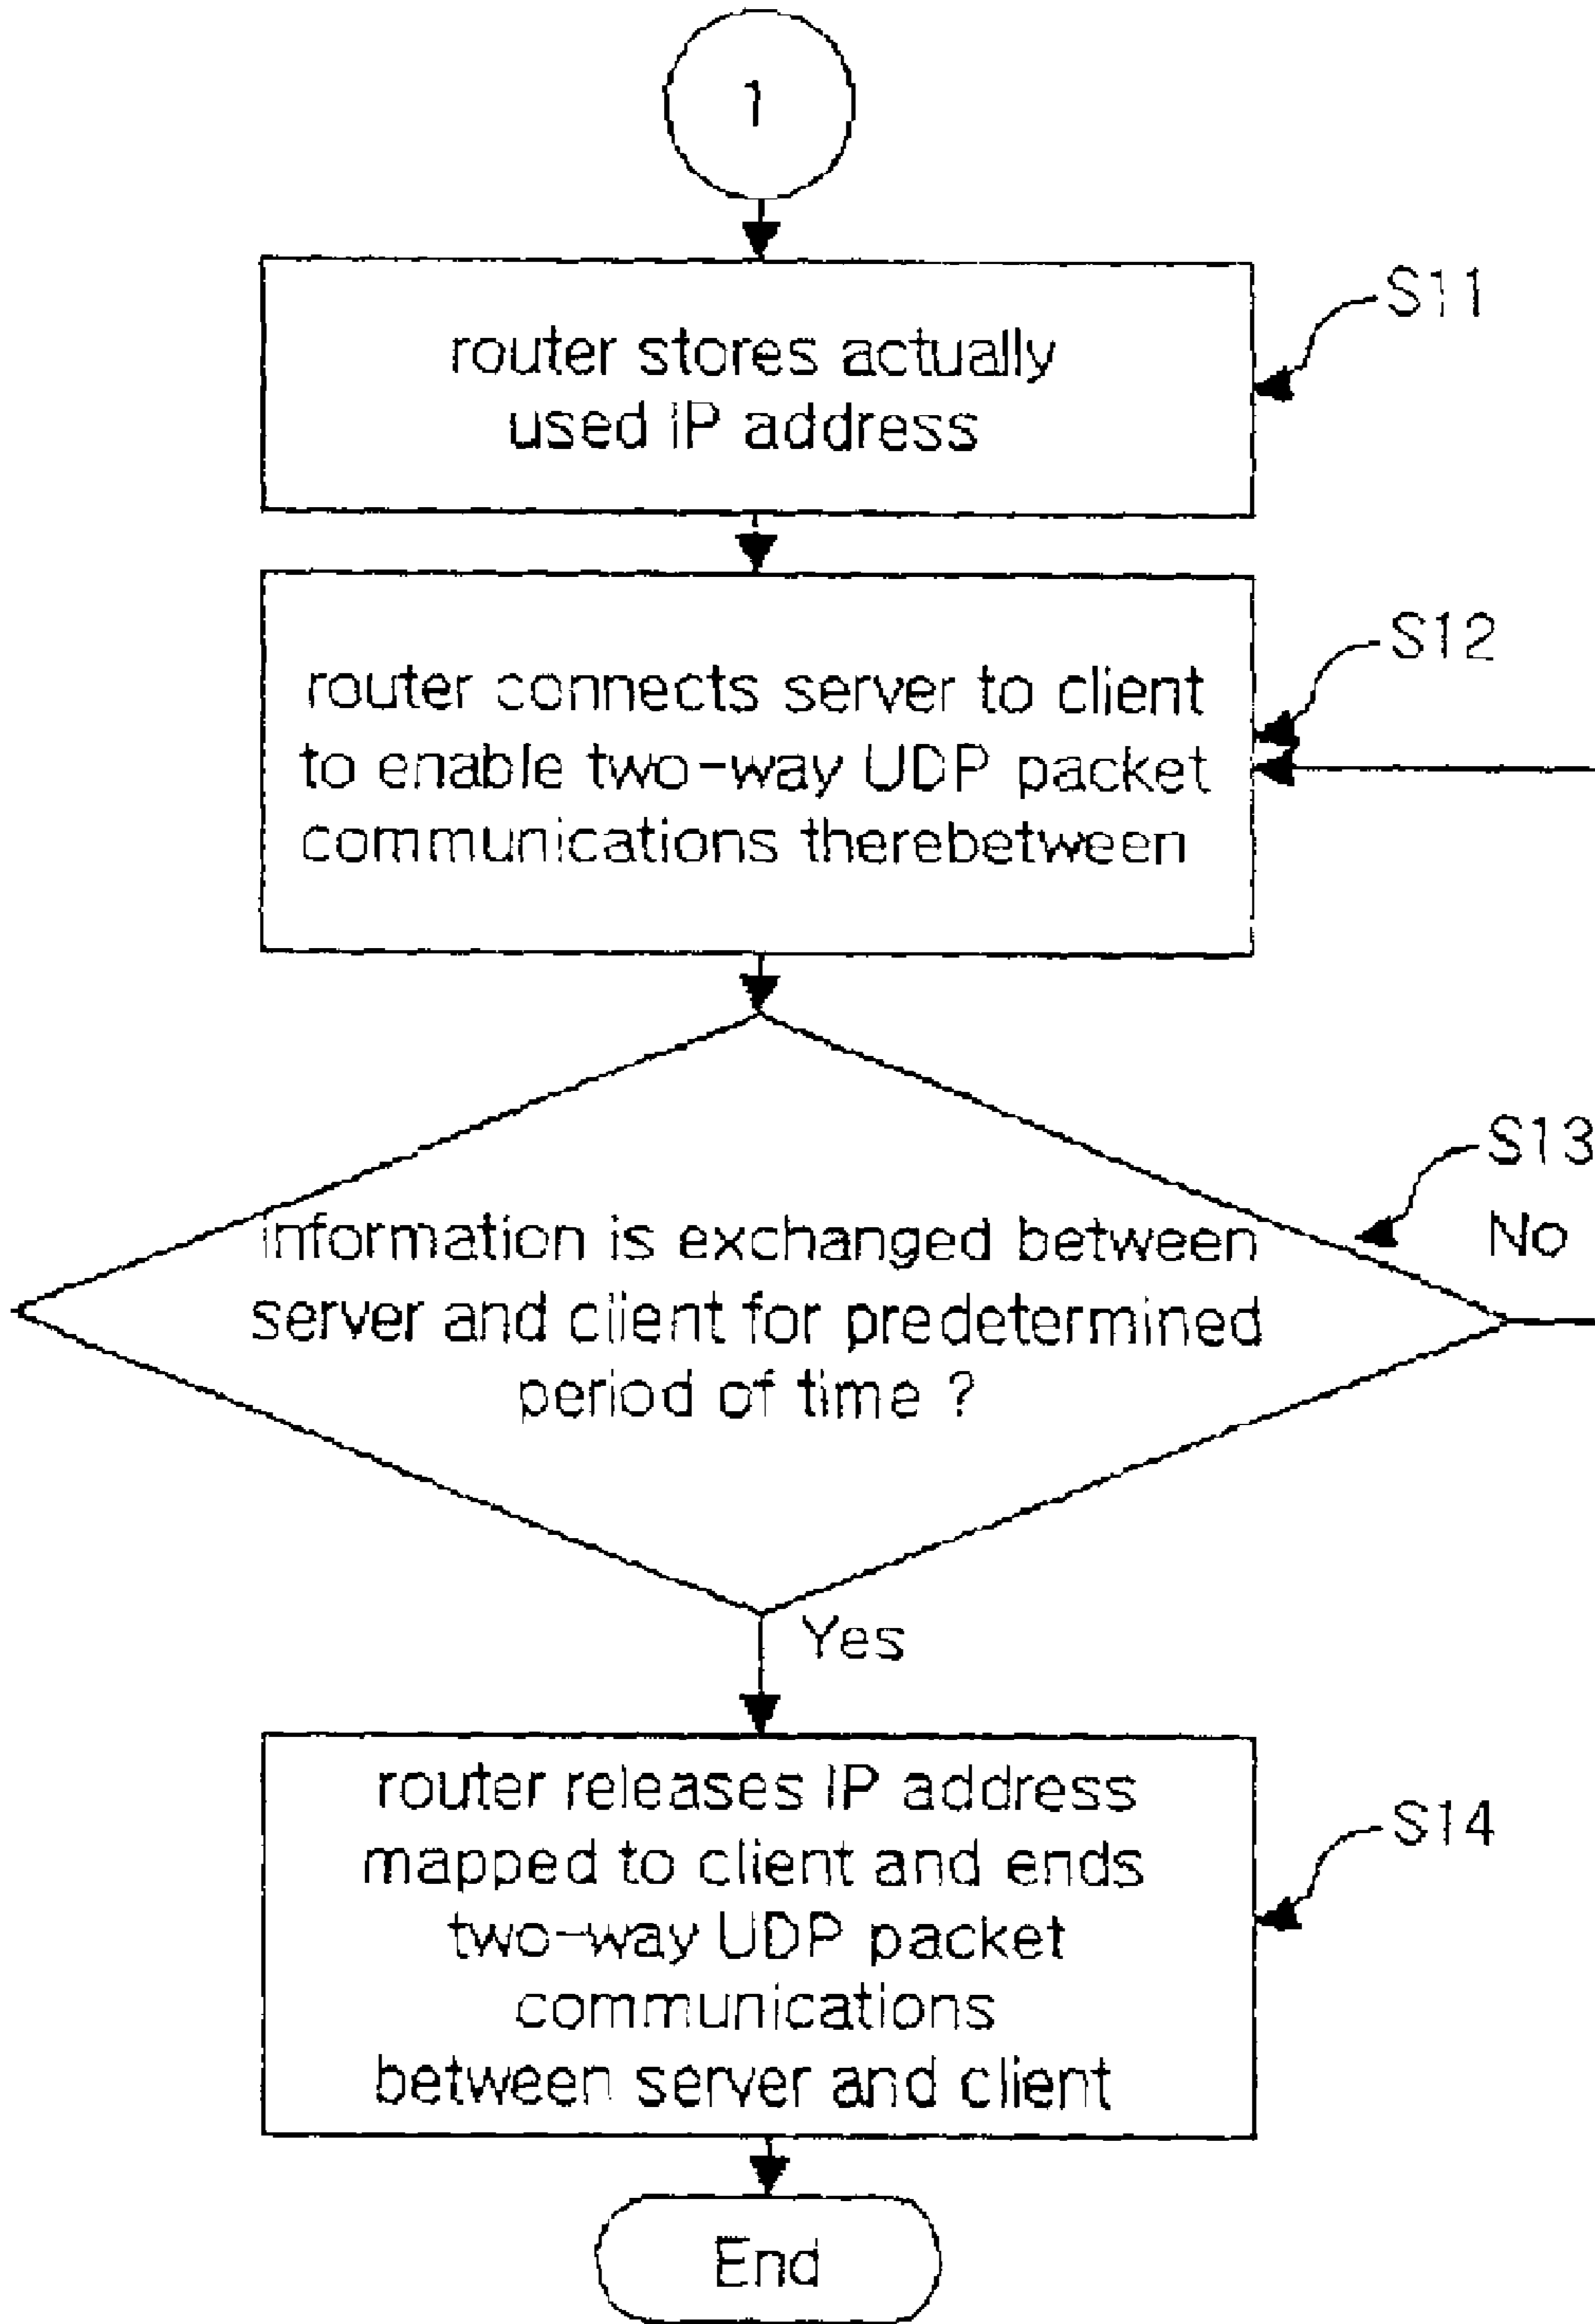 1
router stores actually
used IP address
S11
router connects server to client
to enable two-way UDP packet
communications therebetween
S12
information is exchanged between
server and client for predetermined
period of time ?
S13
No
Yes
router releases IP address
mapped to client and ends
two-way UDP packet
communications
between server and client
S14
End